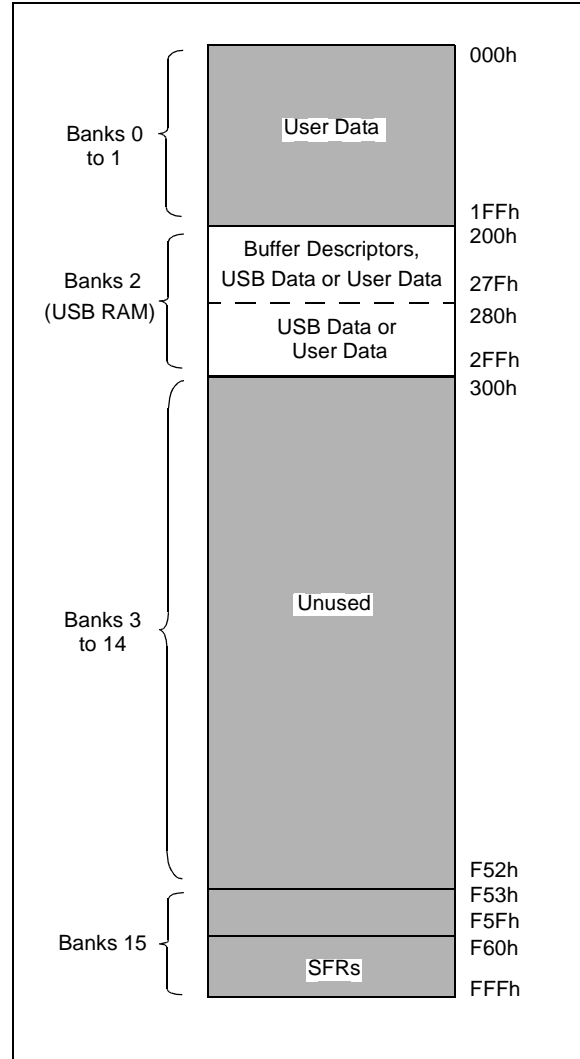 000h
User Data
Banks 0
to 1
1FFh
200h
Buffer Descriptors,
USB Data or User Data
27Fh
Banks 2
(USB RAM)
280h
USB Data or
User Data
2FFh
300h
Unused
Banks 3
to 14
F52h
F53h
F5Fh
Banks 15
F60h
SFRs
FFFh